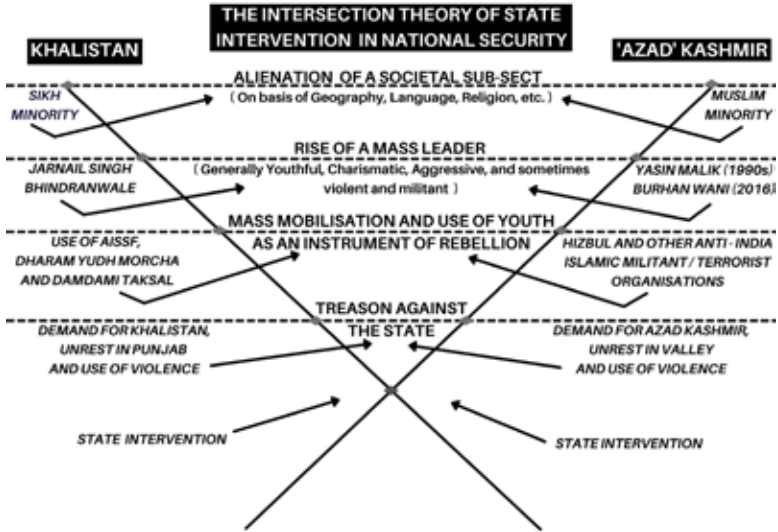 THE INTERSECTION THEORY OF STATE
INTERVENTION IN NATIONAL SECURITY
KHALISTAN
'AZAD' KASHMIR
ALIENATION OF A SOCIETAL SUB-SECT
( On basis of Geography, Language, Religion, etc. )
SIKH
MINORITY
MUSLIM
MINORITY
RISE OF A MASS LEADER
( Generally Youthful, Charismatic, Aggressive, and sometimes
violent and militant )
JARNAIL SINGH
BHINDRANWALE
YASIN MALIK (1990s)
BURHAN WANI (2016)
MASS MOBILISATION AND USE OF YOUTH
AS AN INSTRUMENT OF REBELLION
USE OF AISSF,
DHARAM YUDH MORCHA
AND DAMDAMI TAKSAL
HIZBUL AND OTHER ANTI - INDIA
ISLAMIC MILITANT / TERRORIST
ORGANISATIONS
TREASON AGAINST
THE STATE
DEMAND FOR KHALISTAN,
UNREST IN PUNJAB
AND USE OF VIOLENCE
DEMAND FOR AZAD KASHMIR,
UNREST IN VALLEY
AND USE OF VIOLENCE
STATE INTERVENTION
STATE INTERVENTION